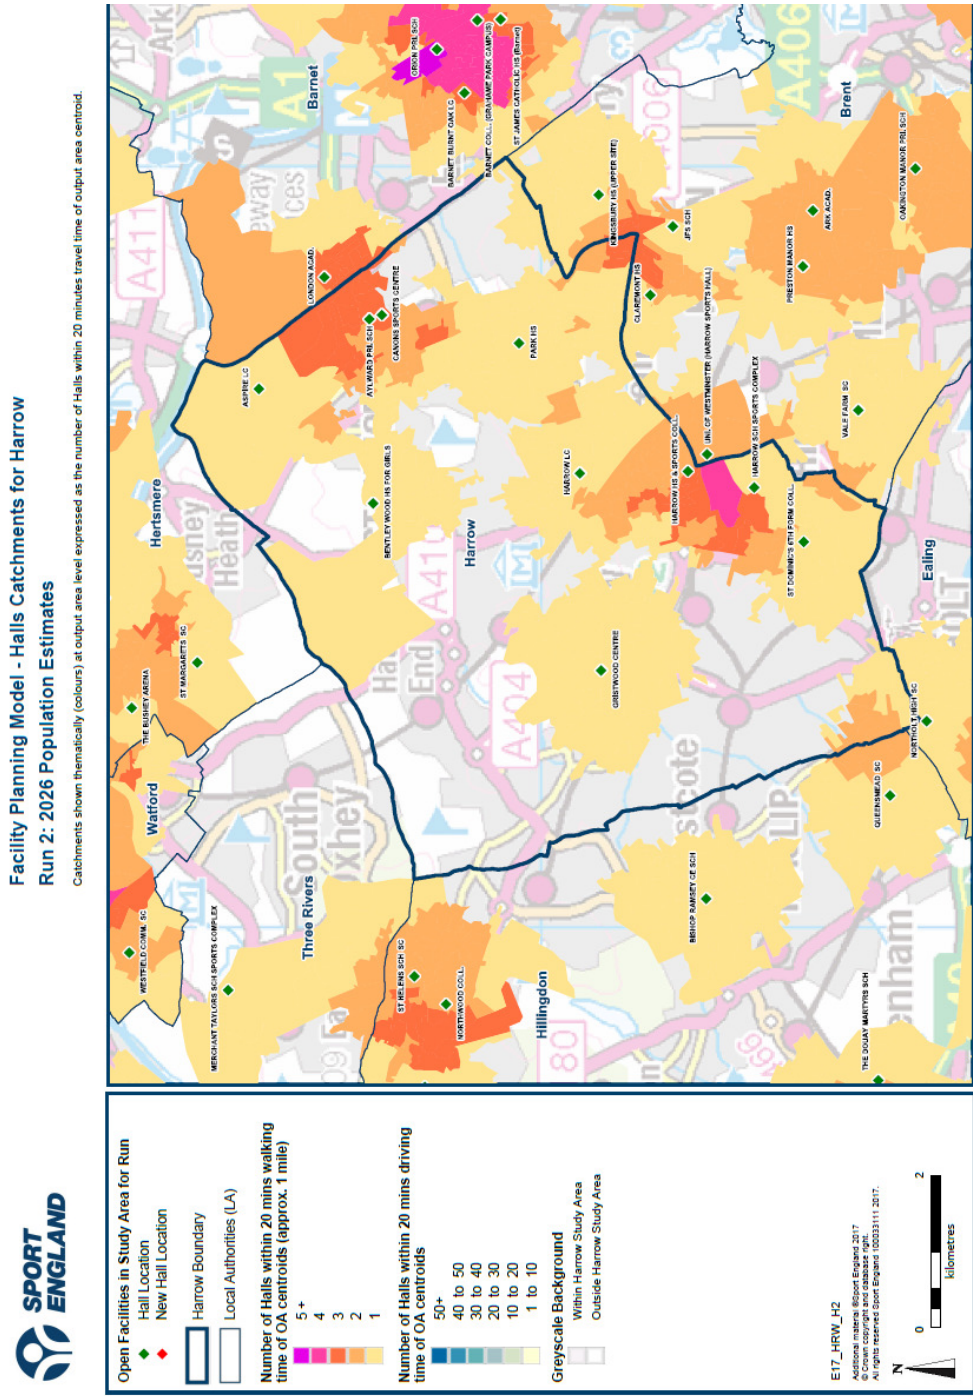 SPORT
ENGLAND
Facility Planning Model - Halls Catchments for Harrow
Run 2: 2026 Population Estimates
Catchments shown thematically (colours) at output area level expressed as the number of Halls within 20 minutes travel time of output area centroid.
Open Facilities in Study Area for Run
Hall Location
New Hall Location
Harrow Boundary
Local Authorities (LA)
Number of Halls within 20 mins walking
time of OA centroids (approx. 1 mile)
5 +
4
3
2
1
Number of Halls within 20 mins driving
time of OA centroids
50+
40 to 50
30 to 40
20 to 30
10 to 20
1 to 10
Greyscale Background
Within Harrow Study Area
Outside Harrow Study Area
E17_HRW_H2
Additional material ©Sport England 2017
© Crown copyright and database right.
All rights reserved Sport England 100033111 2017.
N
0
2
kilometres
WESTFIELD COMM. SC
Watford
THE BUSHEY ARENA
ST MARGARETS SC
Hertsmere
MERCHANT TAYLORS SCH SPORTS COMPLEX
Three Rivers
South
Oxhey
Heath
A411
A1
Barnet
ASPIRE LC
LONDON ACAD.
AYLWARD PRI. SCH
CANONS SPORTS CENTRE
ORION PRI. SCH
BARNET BURNT OAK LC
BARNET COLL. (GRAHAME PARK CAMPUS)
ST JAMES CATHOLIC HS (Barnet)
ST HELENS SCH. SC
NORTHWOOD COLL.
Hillingdon
BENTLEY WOOD HS FOR GIRLS
Harrow
A41
End
A404
PARK HS
HARROW LC
GRISTWOOD CENTRE
KINGSBURY HS (UPPER SITE)
JFS SCH
CLAREMONT HS
BISHOP RAMSEY CE SCH
HARROW HS & SPORTS COLL.
UNI. OF WESTMINSTER (HARROW SPORTS HALL)
HARROW SCH SPORTS COMPLEX
ST DOMINIC'S 6TH FORM COLL.
PRESTON MANOR HS
ARK ACAD.
OAKINGTON MANOR PRI. SCH
Brent
A406
VALE FARM SC
QUEENSMEAD SC
NORTHOLT HIGH SC
Ealing
THE DOUAY MARTYRS SCH
enham